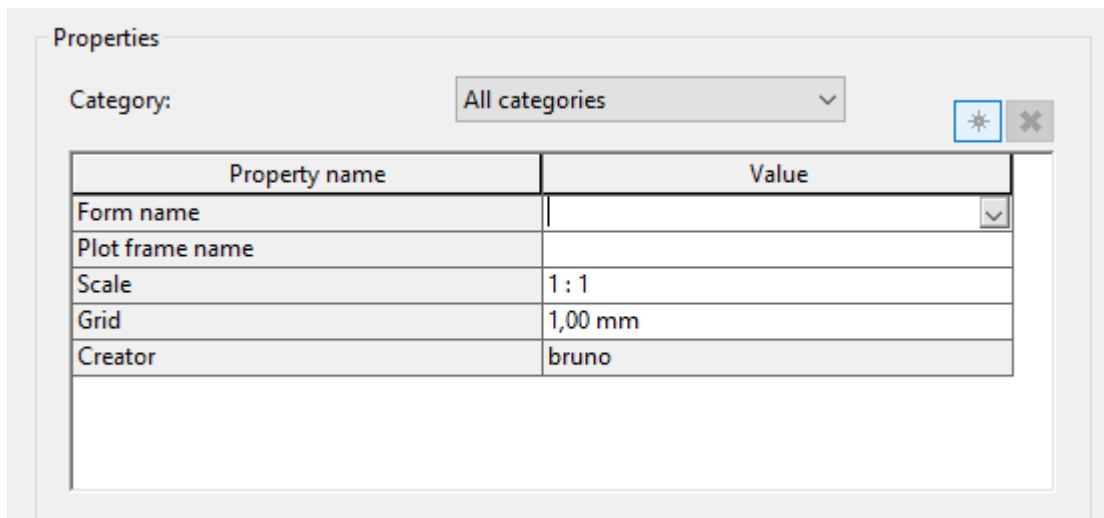 Properties
Category: All categories
Property name Value
Form name
Plot frame name
Scale 1 : 1
Grid 1,00 mm
Creator bruno